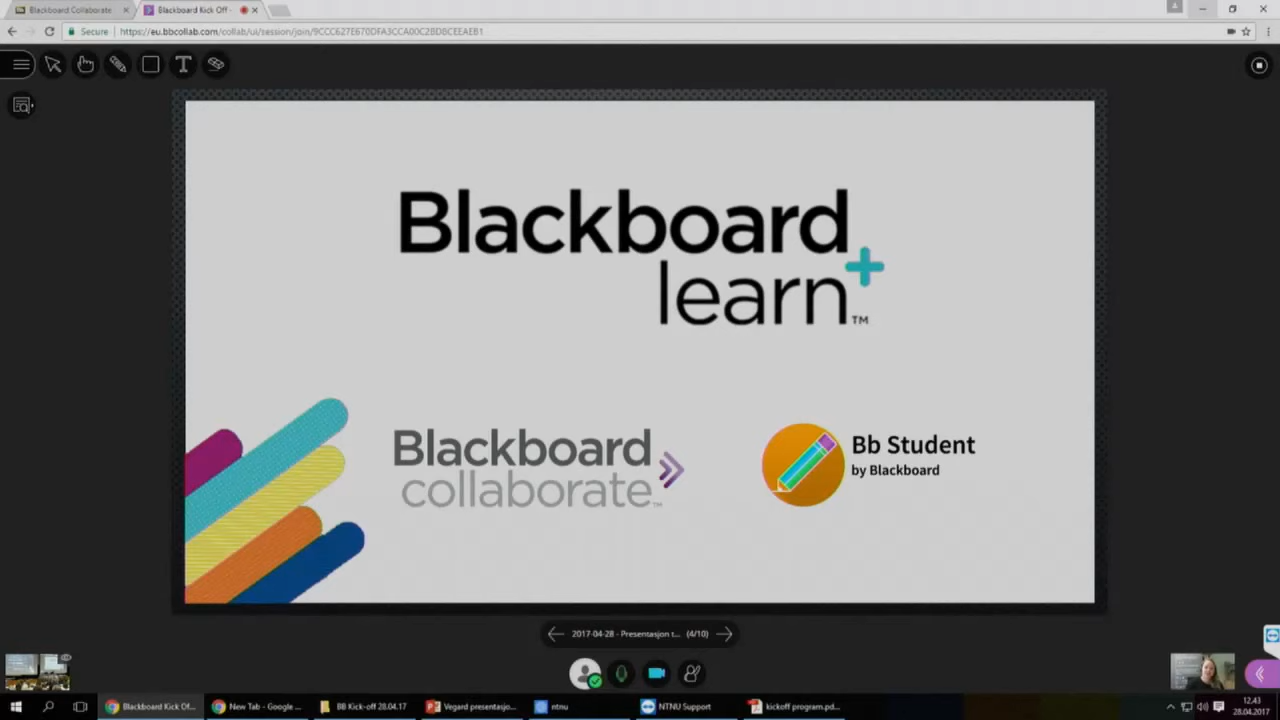 Blackboard Collaborate
Blackboard Kick Off -
Secure
https://eu.bbcollab.com/collab/ui/session/join/9CCC627E670DFA3CCA00C2BD8CEEAEB1
T
Blackboard
learn
TM
Blackboard
collaborate
TM
Bb Student
by Blackboard
2017-04-28 - Presentasjon t... (4/10)
Blackboard Kick Of...
New Tab - Google ...
BB Kick-off 28.04.17
Vegard presentasjo...
ntnu
NTNU Support
kickoff program.pd...
12.43
28.04.2017